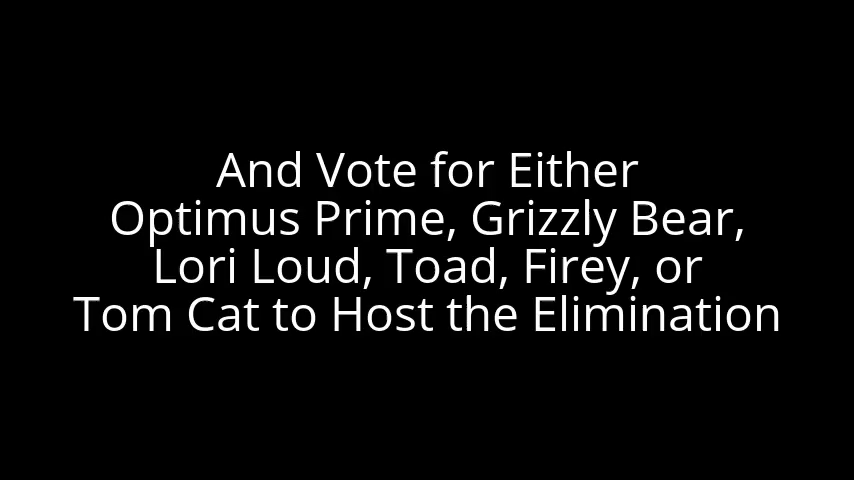 And Vote for Either
Optimus Prime, Grizzly Bear,
Lori Loud, Toad, Firey, or
Tom Cat to Host the Elimination